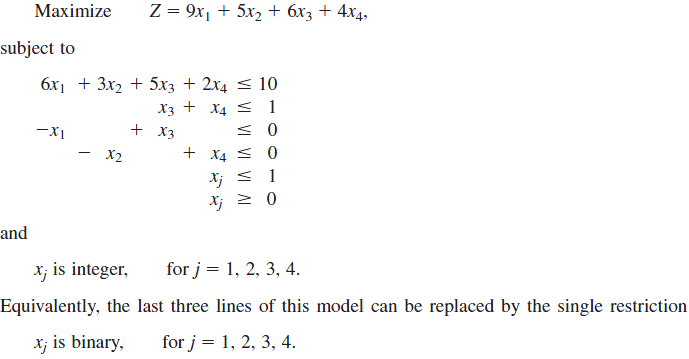 Maximize Z = 9x₁ + 5x₂ + 6x₃ + 4x₄,
subject to
6x₁ + 3x₂ + 5x₃ + 2x₄ ≤ 10
x₃ + x₄ ≤ 1
−x₁ + x₃ ≤ 0
− x₂ + x₄ ≤ 0
xⱼ ≤ 1
xⱼ ≥ 0
and
xⱼ is integer, for j = 1, 2, 3, 4.
Equivalently, the last three lines of this model can be replaced by the single restriction
xⱼ is binary, for j = 1, 2, 3, 4.